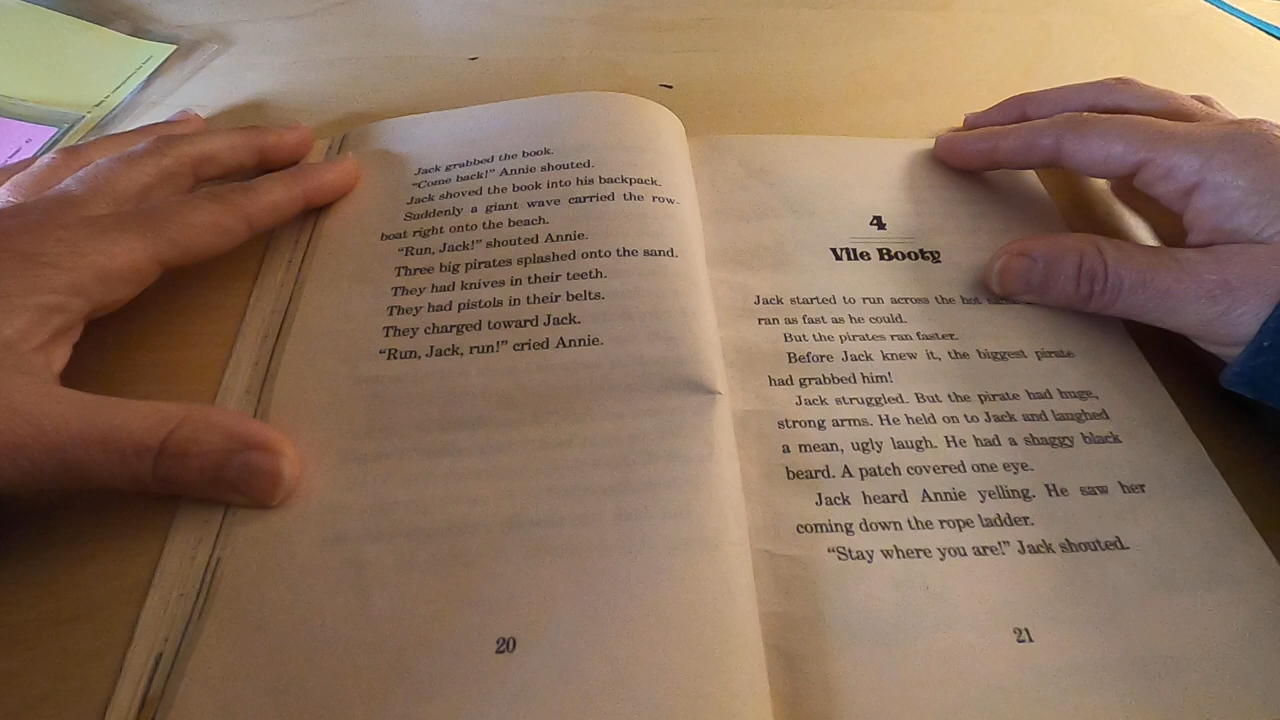 Jack grabbed the book.
“Come back!” Annie shouted.
Jack shoved the book into his backpack.
Suddenly a giant wave carried the row-
boat right onto the beach.
“Run, Jack!” shouted Annie.
Three big pirates splashed onto the sand.
They had knives in their teeth.
They had pistols in their belts.
They charged toward Jack.
“Run, Jack, run!” cried Annie.
20
4
Vile Booty
Jack started to run across the hot
ran as fast as he could.
But the pirates ran faster.
Before Jack knew it, the biggest pirate
had grabbed him!
Jack struggled. But the pirate had huge,
strong arms. He held on to Jack and laughed
a mean, ugly laugh. He had a shaggy black
beard. A patch covered one eye.
Jack heard Annie yelling. He saw her
coming down the rope ladder.
“Stay where you are!” Jack shouted.
21